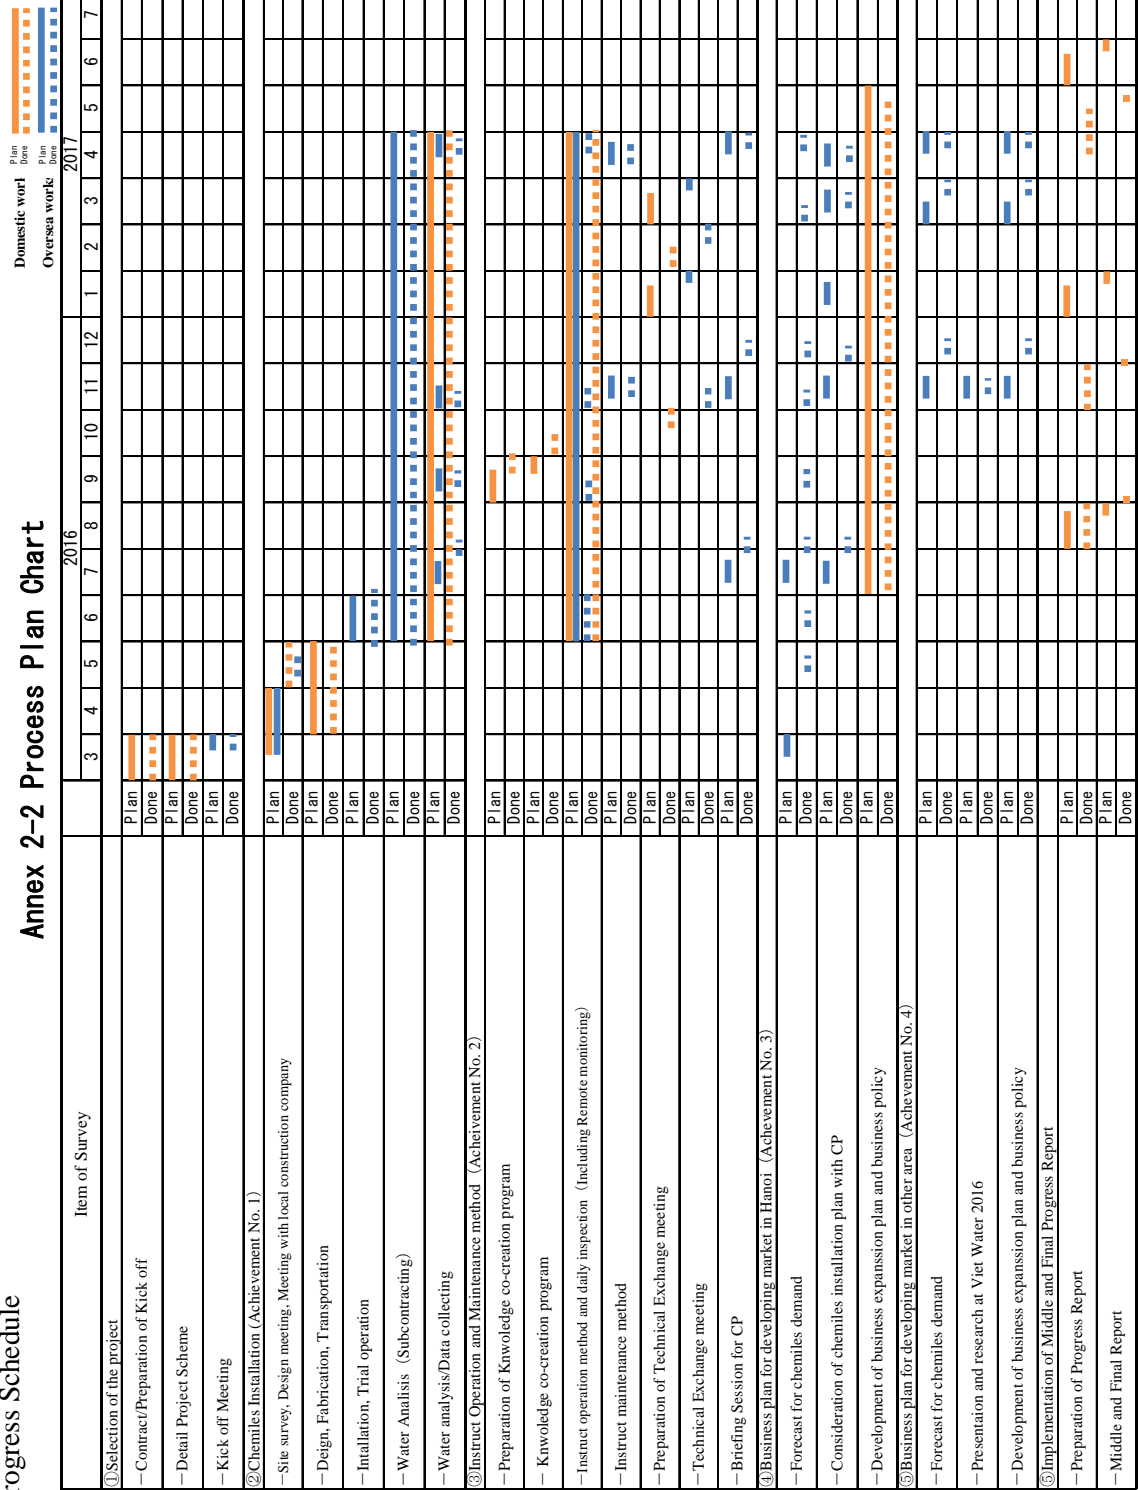 rogress Schedule
Annex 2-2 Process Plan Chart
Domestic worl
Plan
Done
Oversea work:
Plan
Done
Item of Survey
2016
2017
3 4 5 6 7 8 9 10 11 12 1 2 3 4 5 6 7
①Selection of the project
—Contract/Preparation of Kick off
Plan
Done
—Detail Project Scheme
Plan
Done
—Kick off Meeting
Plan
Done
②Chemiles Installation (Achievement No. 1)
—Site survey, Design meeting, Meeting with local construction company
Plan
Done
—Deign, Fabrication, Transportation
Plan
Done
—Intallation, Trial operation
Plan
Done
—Water Analisis (Subcontracting)
Plan
Done
—Water analysis/Data collecting
Plan
Done
③Instruct Operation and Maintenance method (Acheivement No. 2)
—Preparation of Knwoledge co-creation program
Plan
Done
— Knwoledge co-creation program
Plan
Done
—Instruct operation method and daily inspection (Including Remote monitoring)
Plan
Done
—Instruct maintenance method
Plan
Done
—Preparation of Technical Exchange meeting
Plan
Done
—Technical Exchange meeting
Plan
Done
—Briefing Session for CP
Plan
Done
④Business plan for developing market in Hanoi (Achevement No. 3)
—Forecast for chemiles demand
Plan
Done
—Consideration of chemiles installation plan with CP
Plan
Done
—Development of business expanssion plan and business policy
Plan
Done
⑤Business plan for developing market in other area (Achevement No. 4)
—Forecast for chemiles demand
Plan
Done
—Presentaion and research at Viet Water 2016
Plan
Done
—Development of business expanssion plan and business policy
Plan
Done
⑤Implementation of Middle and Final Progress Report
—Preparation of Progress Report
Plan
Done
—Middle and Final Report
Plan
Done